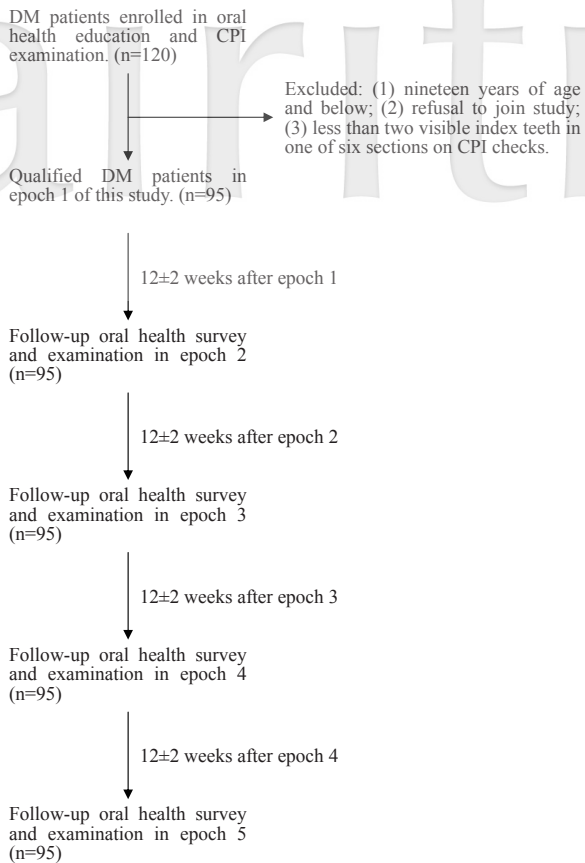 DM patients enrolled in oral
health education and CPI
examination. (n=120)
Excluded: (1) nineteen years of age
and below; (2) refusal to join study;
(3) less than two visible index teeth in
one of six sections on CPI checks.
Qualified DM patients in
epoch 1 of this study. (n=95)
12±2 weeks after epoch 1
Follow-up oral health survey
and examination in epoch 2
(n=95)
12±2 weeks after epoch 2
Follow-up oral health survey
and examination in epoch 3
(n=95)
12±2 weeks after epoch 3
Follow-up oral health survey
and examination in epoch 4
(n=95)
12±2 weeks after epoch 4
Follow-up oral health survey
and examination in epoch 5
(n=95)